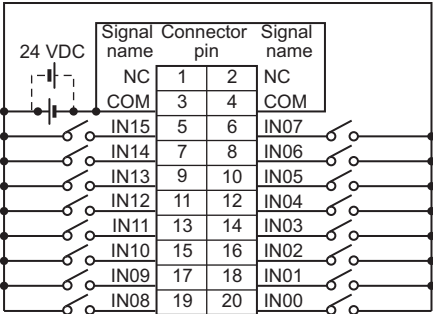 24 VDC
Signal name Connector pin Signal name
NC 1 2 NC
COM 3 4 COM
IN15 5 6 IN07
IN14 7 8 IN06
IN13 9 10 IN05
IN12 11 12 IN04
IN11 13 14 IN03
IN10 15 16 IN02
IN09 17 18 IN01
IN08 19 20 IN00